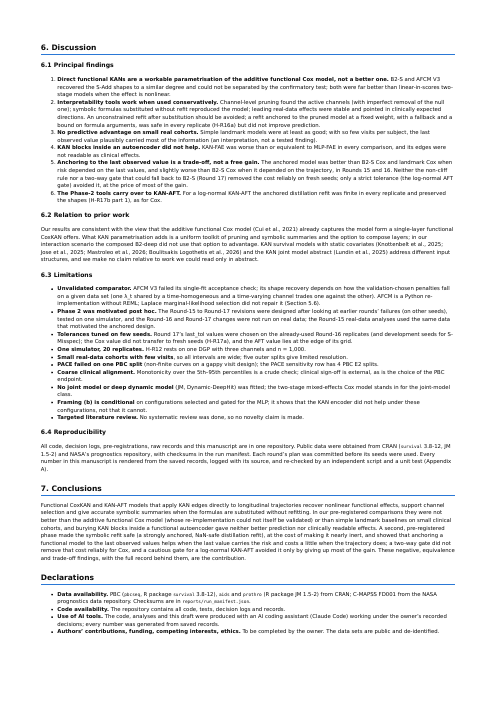 6. Discussion
6.1 Principal findings
1. Direct functional KANs are a workable parametrisation of the additive functional Cox model, not a better one. B2-S and AFCM V3
recovered the S-Add shapes to a similar degree and could not be separated by the confirmatory test; both were far better than linear-in-scores two-
stage models when the effect is nonlinear.
2. Interpretability tools work when used conservatively. Channel-level pruning found the active channels (with imperfect removal of the null
one); symbolic formulas substituted without refit reproduced the model; leading real-data effects were stable and pointed in clinically expected
directions. An unconstrained refit after substitution should be avoided; a refit anchored to the pruned model at a fixed weight, with a fallback and a
bound on formula arguments, was safe in every replicate (H-R16a) but did not improve prediction.
3. No predictive advantage on small real cohorts. Simple landmark models were at least as good; with so few visits per subject, the last
observed value plausibly carried most of the information (an interpretation, not a tested finding).
4. KAN blocks inside an autoencoder did not help. KAN-FAE was worse than or equivalent to MLP-FAE in every comparison, and its edges were
not readable as clinical effects.
5. Anchoring to the last observed value is a trade-off, not a free gain. The anchored model was better than B2-S Cox and landmark Cox when
risk depended on the last values, and slightly worse than B2-S Cox when it depended on the trajectory, in Rounds 15 and 16. Neither the non-cliff
rule nor a two-way gate that could fall back to B2-S (Round 17) removed the cost reliably on fresh seeds; only a strict tolerance (the log-normal AFT
gate) avoided it, at the price of most of the gain.
6. The Phase-2 tools carry over to KAN-AFT. For a log-normal KAN-AFT the anchored distillation refit was finite in every replicate and preserved
the shapes (H-R17b part 1), as for Cox.
6.2 Relation to prior work
Our results are consistent with the view that the additive functional Cox model (Cui et al., 2021) already captures the form a single-layer functional
CoxKAN offers. What KAN parametrisation adds is a uniform toolkit of pruning and symbolic summaries and the option to compose layers; in our
interaction scenario the composed B2-deep did not use that option to advantage. KAN survival models with static covariates (Knottenbelt et al., 2025;
Jose et al., 2025; Mastroleo et al., 2026; Boulitsakis Logothetis et al., 2026) and the KAN joint model abstract (Lundin et al., 2025) address different input
structures, and we make no claim relative to work we could read only in abstract.
6.3 Limitations
• Unvalidated comparator. AFCM V3 failed its single-fit acceptance check; its shape recovery depends on how the validation-chosen penalties fall
on a given data set (one λ_t shared by a time-homogeneous and a time-varying channel trades one against the other). AFCM is a Python re-
implementation without REML; Laplace marginal-likelihood selection did not repair it (Section 5.6).
• Phase 2 was motivated post hoc. The Round-15 to Round-17 revisions were designed after looking at earlier rounds' failures (on other seeds),
tested on one simulator, and the Round-16 and Round-17 changes were not run on real data; the Round-15 real-data analyses used the same data
that motivated the anchored design.
• Tolerances tuned on few seeds. Round 17's last_tol values were chosen on the already-used Round-16 replicates (and development seeds for S-
Misspec); the Cox value did not transfer to fresh seeds (H-R17a), and the AFT value lies at the edge of its grid.
• One simulator, 20 replicates. H-R12 rests on one DGP with three channels and n = 1,000.
• Small real-data cohorts with few visits, so all intervals are wide; five outer splits give limited resolution.
• PACE failed on one PBC split (non-finite curves on a gappy visit design); the PACE sensitivity row has 4 PBC E2 splits.
• Coarse clinical alignment. Monotonicity over the 5th–95th percentiles is a crude check; clinical sign-off is external, as is the choice of the PBC
endpoint.
• No joint model or deep dynamic model (JM, Dynamic-DeepHit) was fitted; the two-stage mixed-effects Cox model stands in for the joint-model
class.
• Framing (b) is conditional on configurations selected and gated for the MLP; it shows that the KAN encoder did not help under these
configurations, not that it cannot.
• Targeted literature review. No systematic review was done, so no novelty claim is made.
6.4 Reproducibility
All code, decision logs, pre-registrations, raw records and this manuscript are in one repository. Public data were obtained from CRAN (survival 3.8-12, JM
1.5-2) and NASA's prognostics repository, with checksums in the run manifest. Each round's plan was committed before its seeds were used. Every
number in this manuscript is rendered from the saved records, logged with its source, and re-checked by an independent script and a unit test (Appendix
A).
7. Conclusions
Functional CoxKAN and KAN-AFT models that apply KAN edges directly to longitudinal trajectories recover nonlinear functional effects, support channel
selection and give accurate symbolic summaries when the formulas are substituted without refitting. In our pre-registered comparisons they were not
better than the additive functional Cox model (whose re-implementation could not itself be validated) or than simple landmark baselines on small clinical
cohorts, and burying KAN blocks inside a functional autoencoder gave neither better prediction nor clinically readable effects. A second, pre-registered
phase made the symbolic refit safe (a strongly anchored, KAN-safe distillation refit), at the cost of making it nearly inert, and showed that anchoring a
functional model to the last observed values helps when the last value carries the risk and costs a little when the trajectory does; a two-way gate did not
remove that cost reliably for Cox, and a cautious gate for a log-normal KAN-AFT avoided it only by giving up most of the gain. These negative, equivalence
and trade-off findings, with the full record behind them, are the contribution.
Declarations
• Data availability. PBC (pbcseq, R package survival 3.8-12), aids and prothro (R package JM 1.5-2) from CRAN; C-MAPSS FD001 from the NASA
prognostics data repository. Checksums are in reports/run_manifest.json.
• Code availability. The repository contains all code, tests, decision logs and records.
• Use of AI tools. The code, analyses and this draft were produced with an AI coding assistant (Claude Code) working under the owner's recorded
decisions; every number was generated from saved records.
• Authors' contributions, funding, competing interests, ethics. To be completed by the owner. The data sets are public and de-identified.